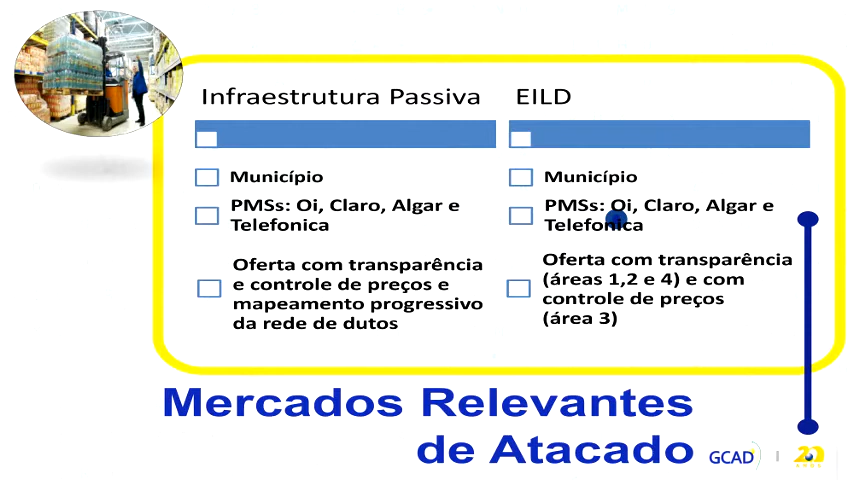 Infraestrutura Passiva
Município
PMSs: Oi, Claro, Algar e
Telefonica
Oferta com transparência
e controle de preços e
mapeamento progressivo
da rede de dutos
EILD
Município
PMSs: Oi, Claro, Algar e
Telefonica
Oferta com transparência
(áreas 1,2 e 4) e com
controle de preços
(área 3)
Mercados Relevantes
de Atacado
GCAD
20
ANOS